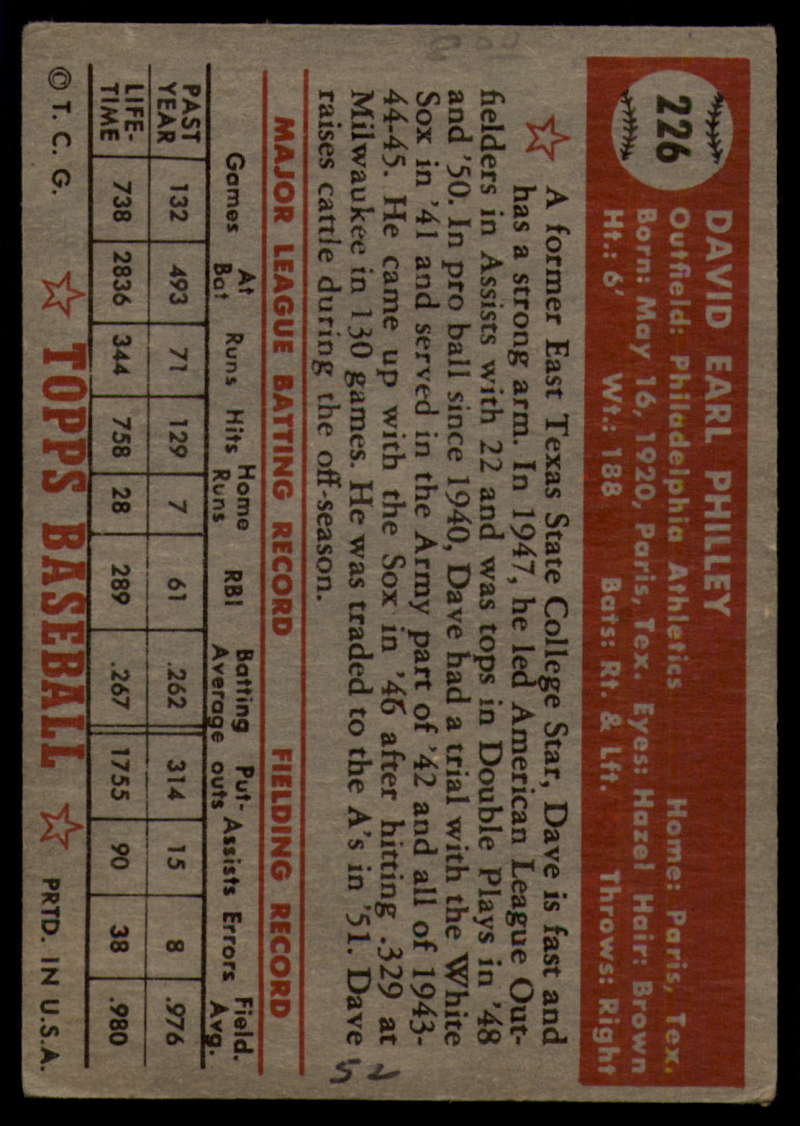 226
DAVID EARL PHILLEY
Outfield: Philadelphia Athletics Home: Paris, Tex.
Born: May 16, 1920, Paris, Tex. Eyes: Hazel Hair: Brown
Ht.: 6' Wt.: 188 Bats: Rt. & Lft. Throws: Right
A former East Texas State College Star, Dave is fast and
has a strong arm. In 1947, he led American League Out-
fielders in Assists with 22 and was tops in Double Plays in '48
and '50. In pro ball since 1940, Dave had a trial with the White
Sox in '41 and served in the Army part of '42 and all of 1943-
44-45. He came up with the Sox in '46 after hitting .329 at
Milwaukee in 130 games. He was traded to the A's in '51. Dave
raises cattle during the off-season.
52
MAJOR LEAGUE BATTING RECORD FIELDING RECORD
Games At Bat Runs Hits Home Runs RBI Batting Average Put-outs Assists Errors Field. Avg.
PAST YEAR 132 493 71 129 7 61 .262 314 15 8 .976
LIFE-TIME 738 2836 344 758 28 289 .267 1755 90 38 .980
© T. C. G. TOPPS BASEBALL PRTD. IN U.S.A.